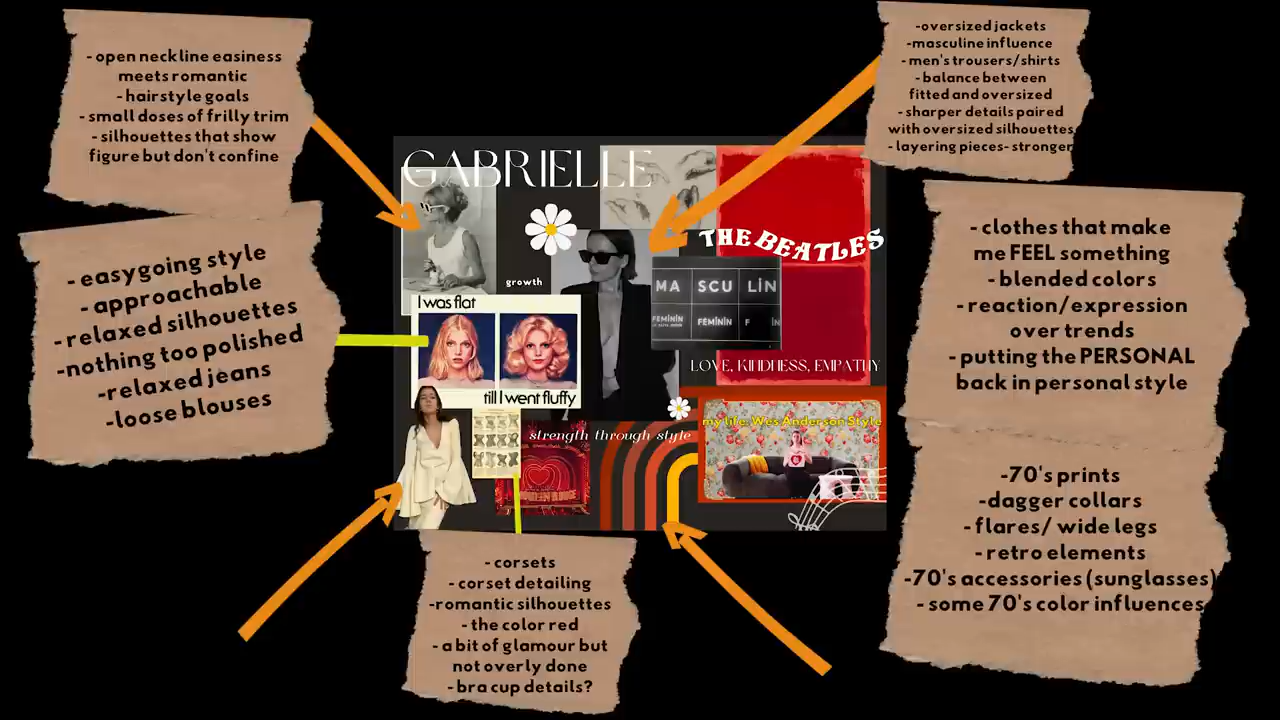 - open neckline easiness
meets romantic
- hairstyle goals
- small doses of frilly trim
- silhouettes that show
figure but don't confine
- easygoing style
- approachable
- relaxed silhouettes
-nothing too polished
-relaxed jeans
-loose blouses
GABRIELLE
growth
I was flat
till I went fluffy
THE BEATLES
MA SCU LİN
FEMİNİN FEMİNİN F İN
LOVE, KINDNESS, EMPATHY
strength through style
my life: Wes Anderson Style
- corsets
- corset detailing
-romantic silhouettes
- the color red
- a bit of glamour but
not overly done
- bra cup details?
-oversized jackets
-masculine influence
- men's trousers/shirts
- balance between
fitted and oversized
- sharper details paired
with oversized silhouettes
- layering pieces- stronger
- clothes that make
me FEEL something
- blended colors
- reaction/expression
over trends
- putting the PERSONAL
back in personal style
-70's prints
-dagger collars
- flares/ wide legs
- retro elements
-70's accessories (sunglasses)
- some 70's color influences